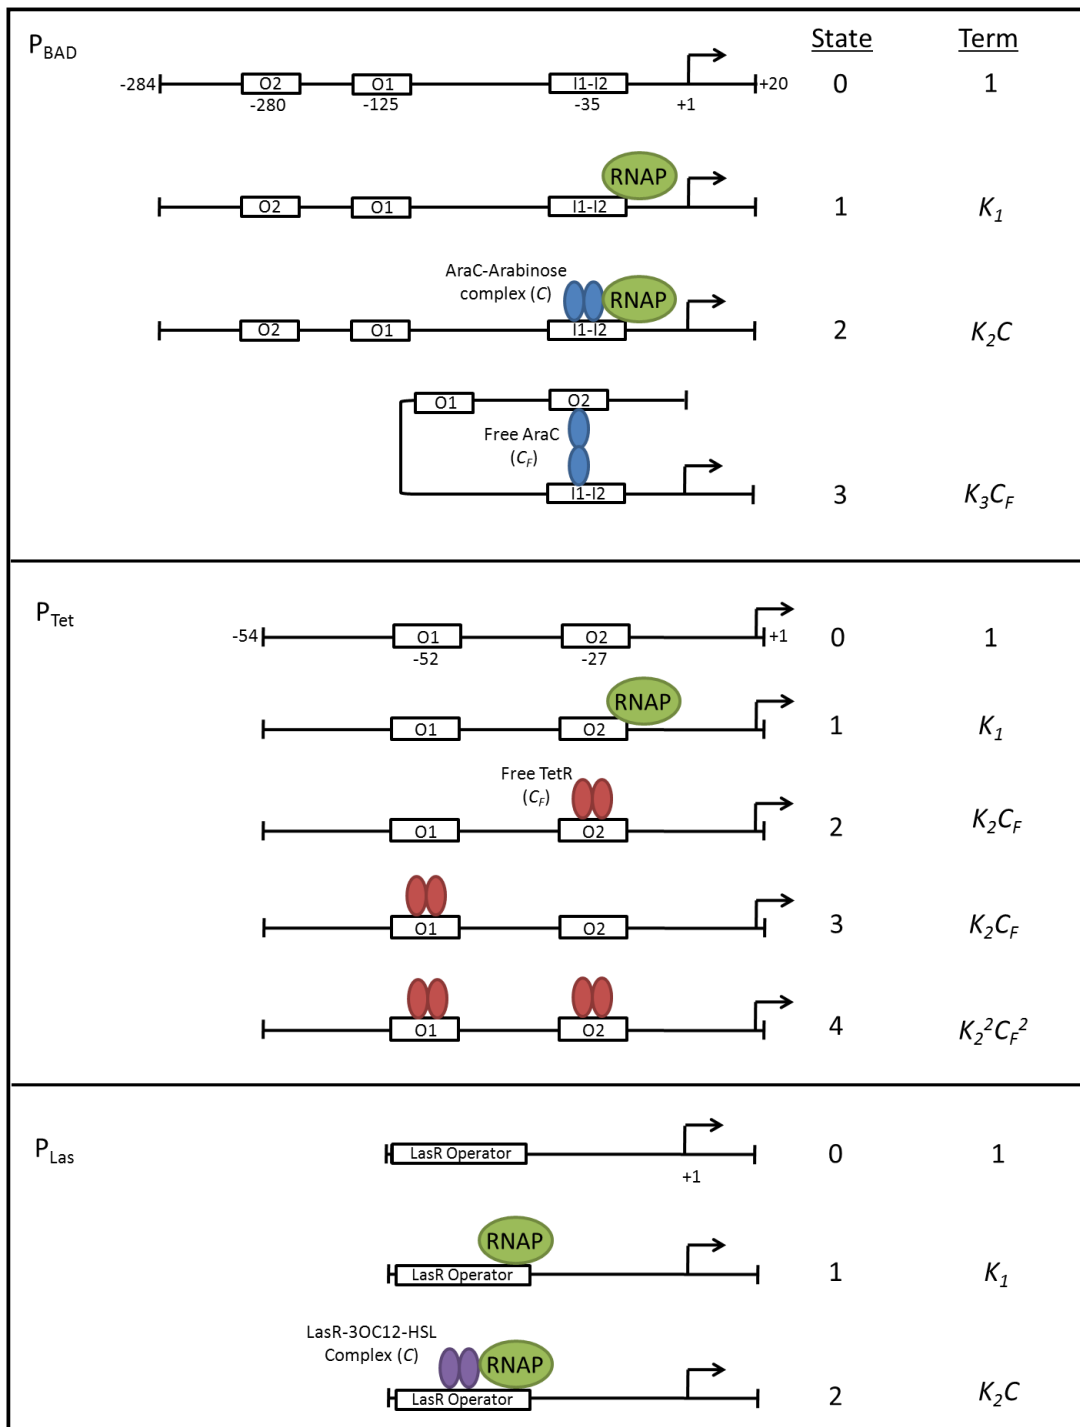 P_BAD State Term
-284 O2 O1 I1-I2 +20 0 1
-280 -125 -35 +1
RNAP
O2 O1 I1-I2 1 K_1
AraC-Arabinose
complex (C) RNAP
O2 O1 I1-I2 2 K_2C
O1 O2
Free AraC
(C_F)
I1-I2 3 K_3C_F
P_Tet
-54 O1 O2 +1 0 1
-52 -27
RNAP
O1 O2 1 K_1
Free TetR
(C_F)
O1 O2 2 K_2C_F
O1 O2 3 K_2C_F
O1 O2 4 K_2^2C_F^2
P_Las LasR Operator 0 1
+1
RNAP
LasR Operator 1 K_1
LasR-3OC12-HSL
Complex (C) RNAP
LasR Operator 2 K_2C